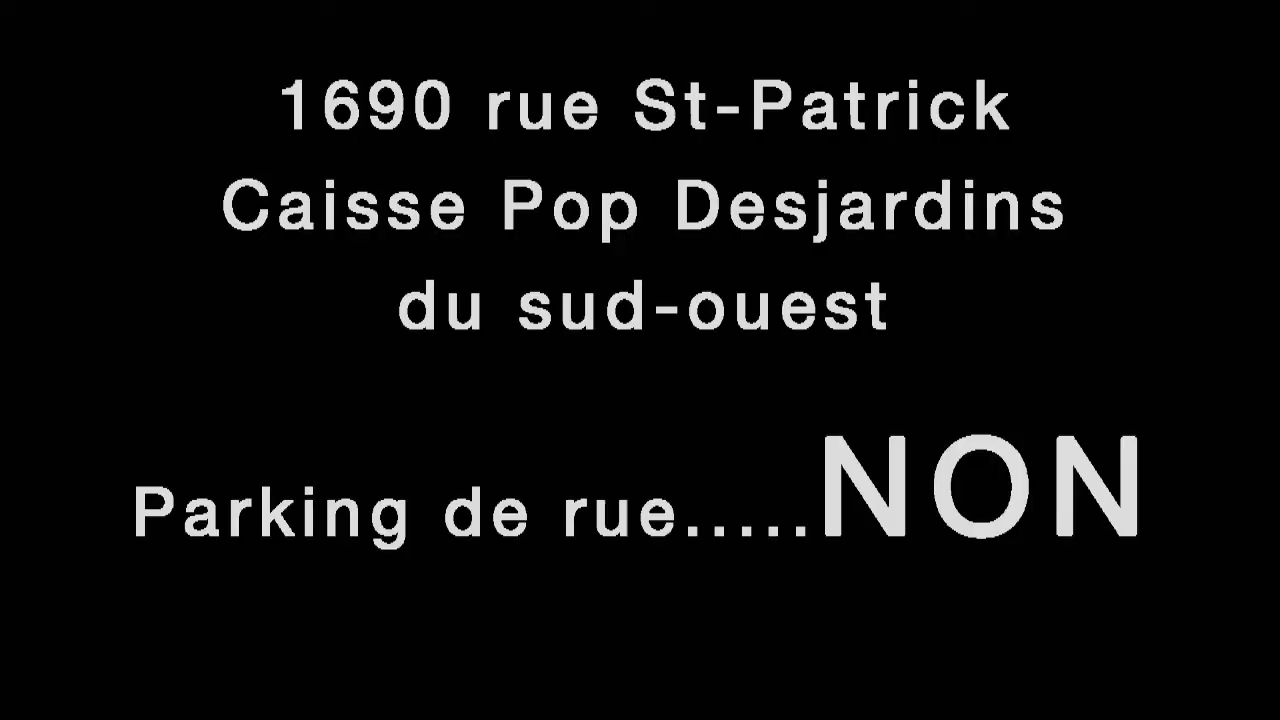 1690 rue St-Patrick
Caisse Pop Desjardins
du sud-ouest
Parking de rue.....NON